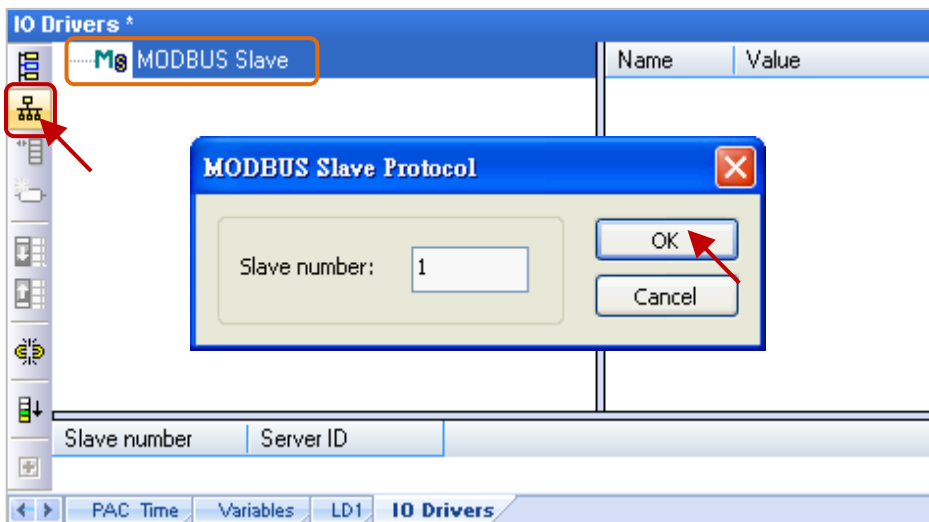 IO Drivers *
MODBUS Slave
Name Value
MODBUS Slave Protocol
Slave number: 1
OK
Cancel
Slave number Server ID
PAC Time Variables LD1 IO Drivers